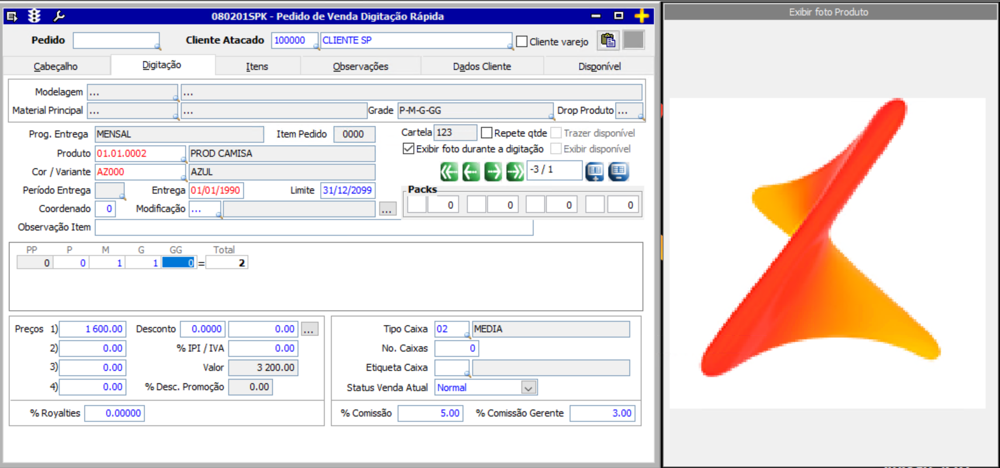 080201SPK - Pedido de Venda Digitação Rápida
Exibir foto Produto
Pedido Cliente Atacado 100000 CLIENTE SP Cliente varejo
Cabeçalho Digitação Itens Observações Dados Cliente Disponível
Modelagem ... ...
Material Principal ... ... Grade P-M-G-GG Drop Produto ...
Prog. Entrega MENSAL Item Pedido 0000 Cartela 123 Repete qtde Trazer disponível
Produto 01.01.0002 PROD CAMISA Exibir foto durante a digitação Exibir disponível
Cor / Variante AZ000 AZUL -3 / 1
Período Entrega Entrega 01/01/1990 Limite 31/12/2099 Packs
Coordenado 0 Modificação ... ... 0 0 0 0
Observação Item
PP P M G GG Total
0 0 1 1 0 = 2
Preços 1) 1 600.00 Desconto 0.0000 0.00 ... Tipo Caixa 02 MEDIA
2) 0.00 % IPI / IVA 0.00 No. Caixas 0
3) 0.00 Valor 3 200.00 Etiqueta Caixa
4) 0.00 % Desc. Promoção 0.00 Status Venda Atual Normal
% Royalties 0.00000 % Comissão 5.00 % Comissão Gerente 3.00